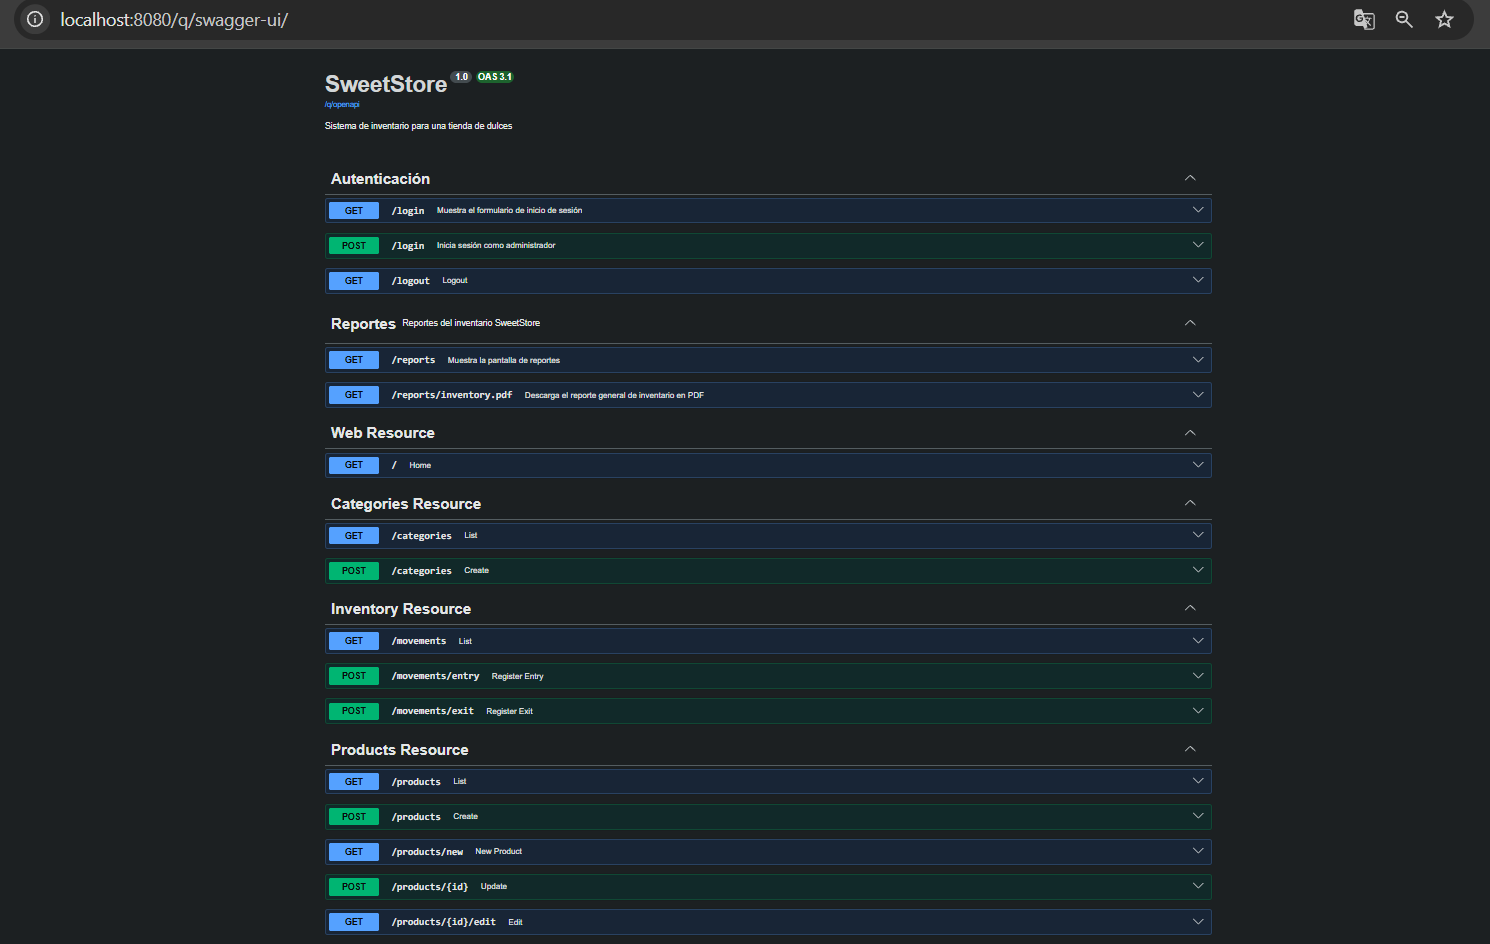 localhost:8080/q/swagger-ui/
SweetStore 1.0 OAS 3.1
/q/openapi
Sistema de inventario para una tienda de dulces
Autenticación
GET /login Muestra el formulario de inicio de sesión
POST /login Inicia sesión como administrador
GET /logout Logout
Reportes Reportes del inventario SweetStore
GET /reports Muestra la pantalla de reportes
GET /reports/inventory.pdf Descarga el reporte general de inventario en PDF
Web Resource
GET / Home
Categories Resource
GET /categories List
POST /categories Create
Inventory Resource
GET /movements List
POST /movements/entry Register Entry
POST /movements/exit Register Exit
Products Resource
GET /products List
POST /products Create
GET /products/new New Product
POST /products/{id} Update
GET /products/{id}/edit Edit